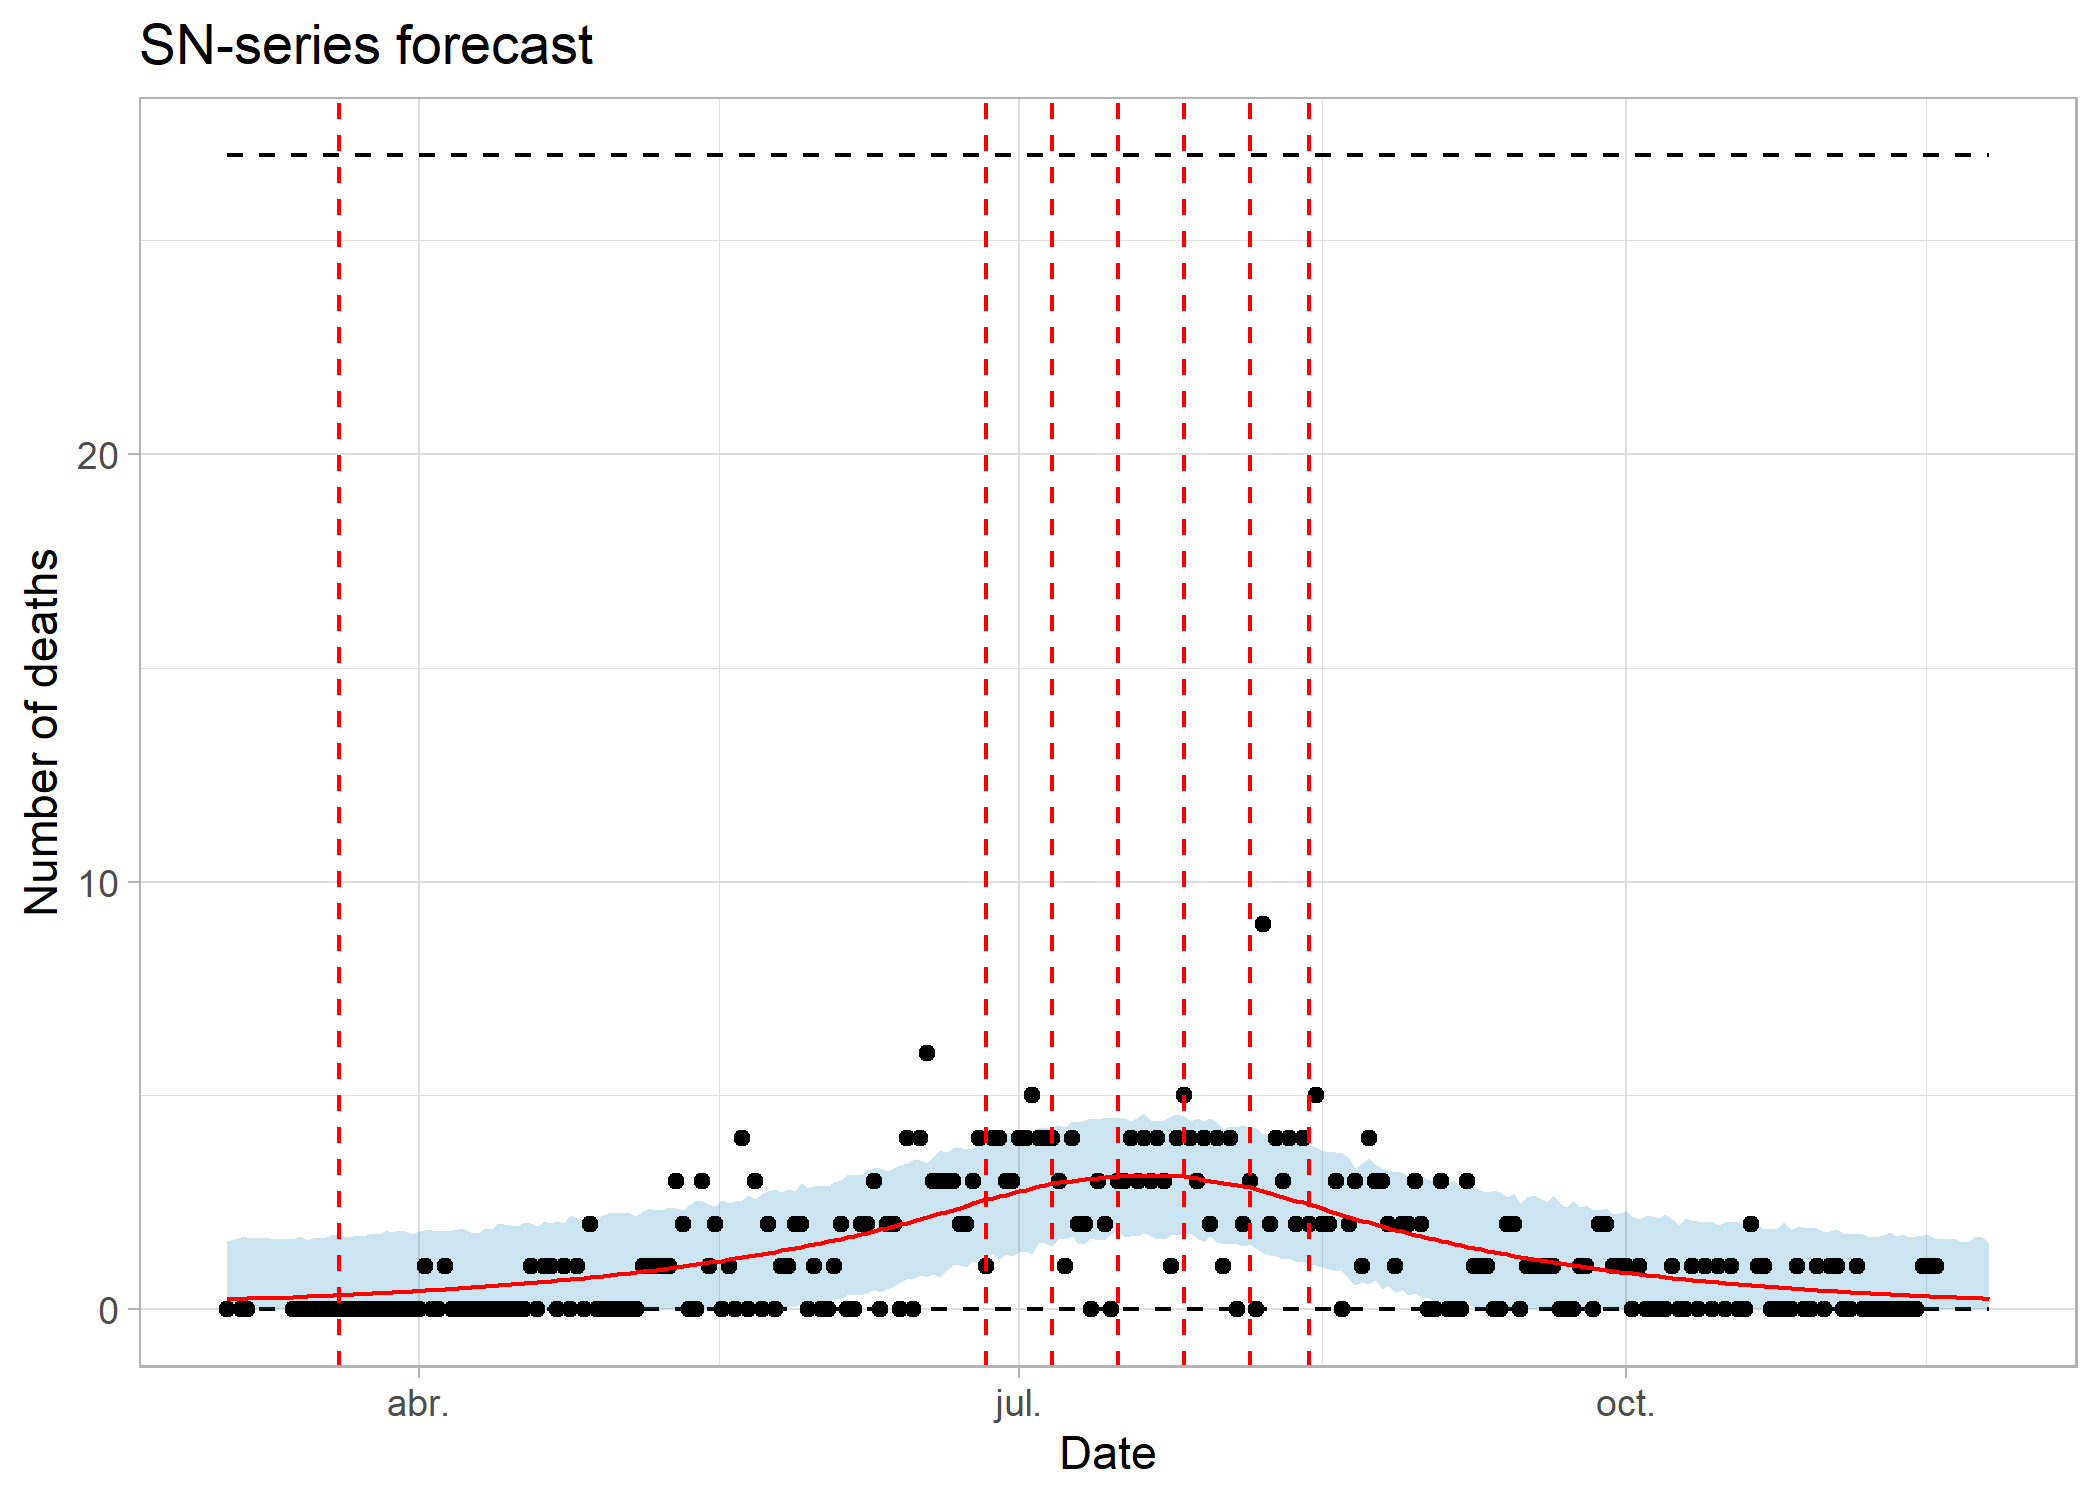 SN-series forecast
Number of deaths
20
10
0
abr.
jul.
oct.
Date